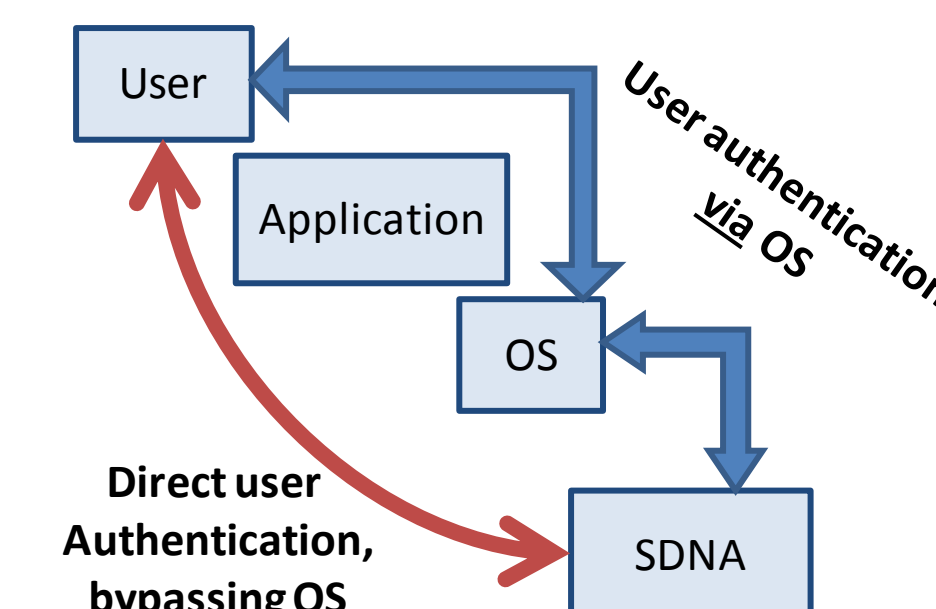 User
User authentication
via OS
Application
OS
Direct user
Authentication,
bypassing OS
SDNA